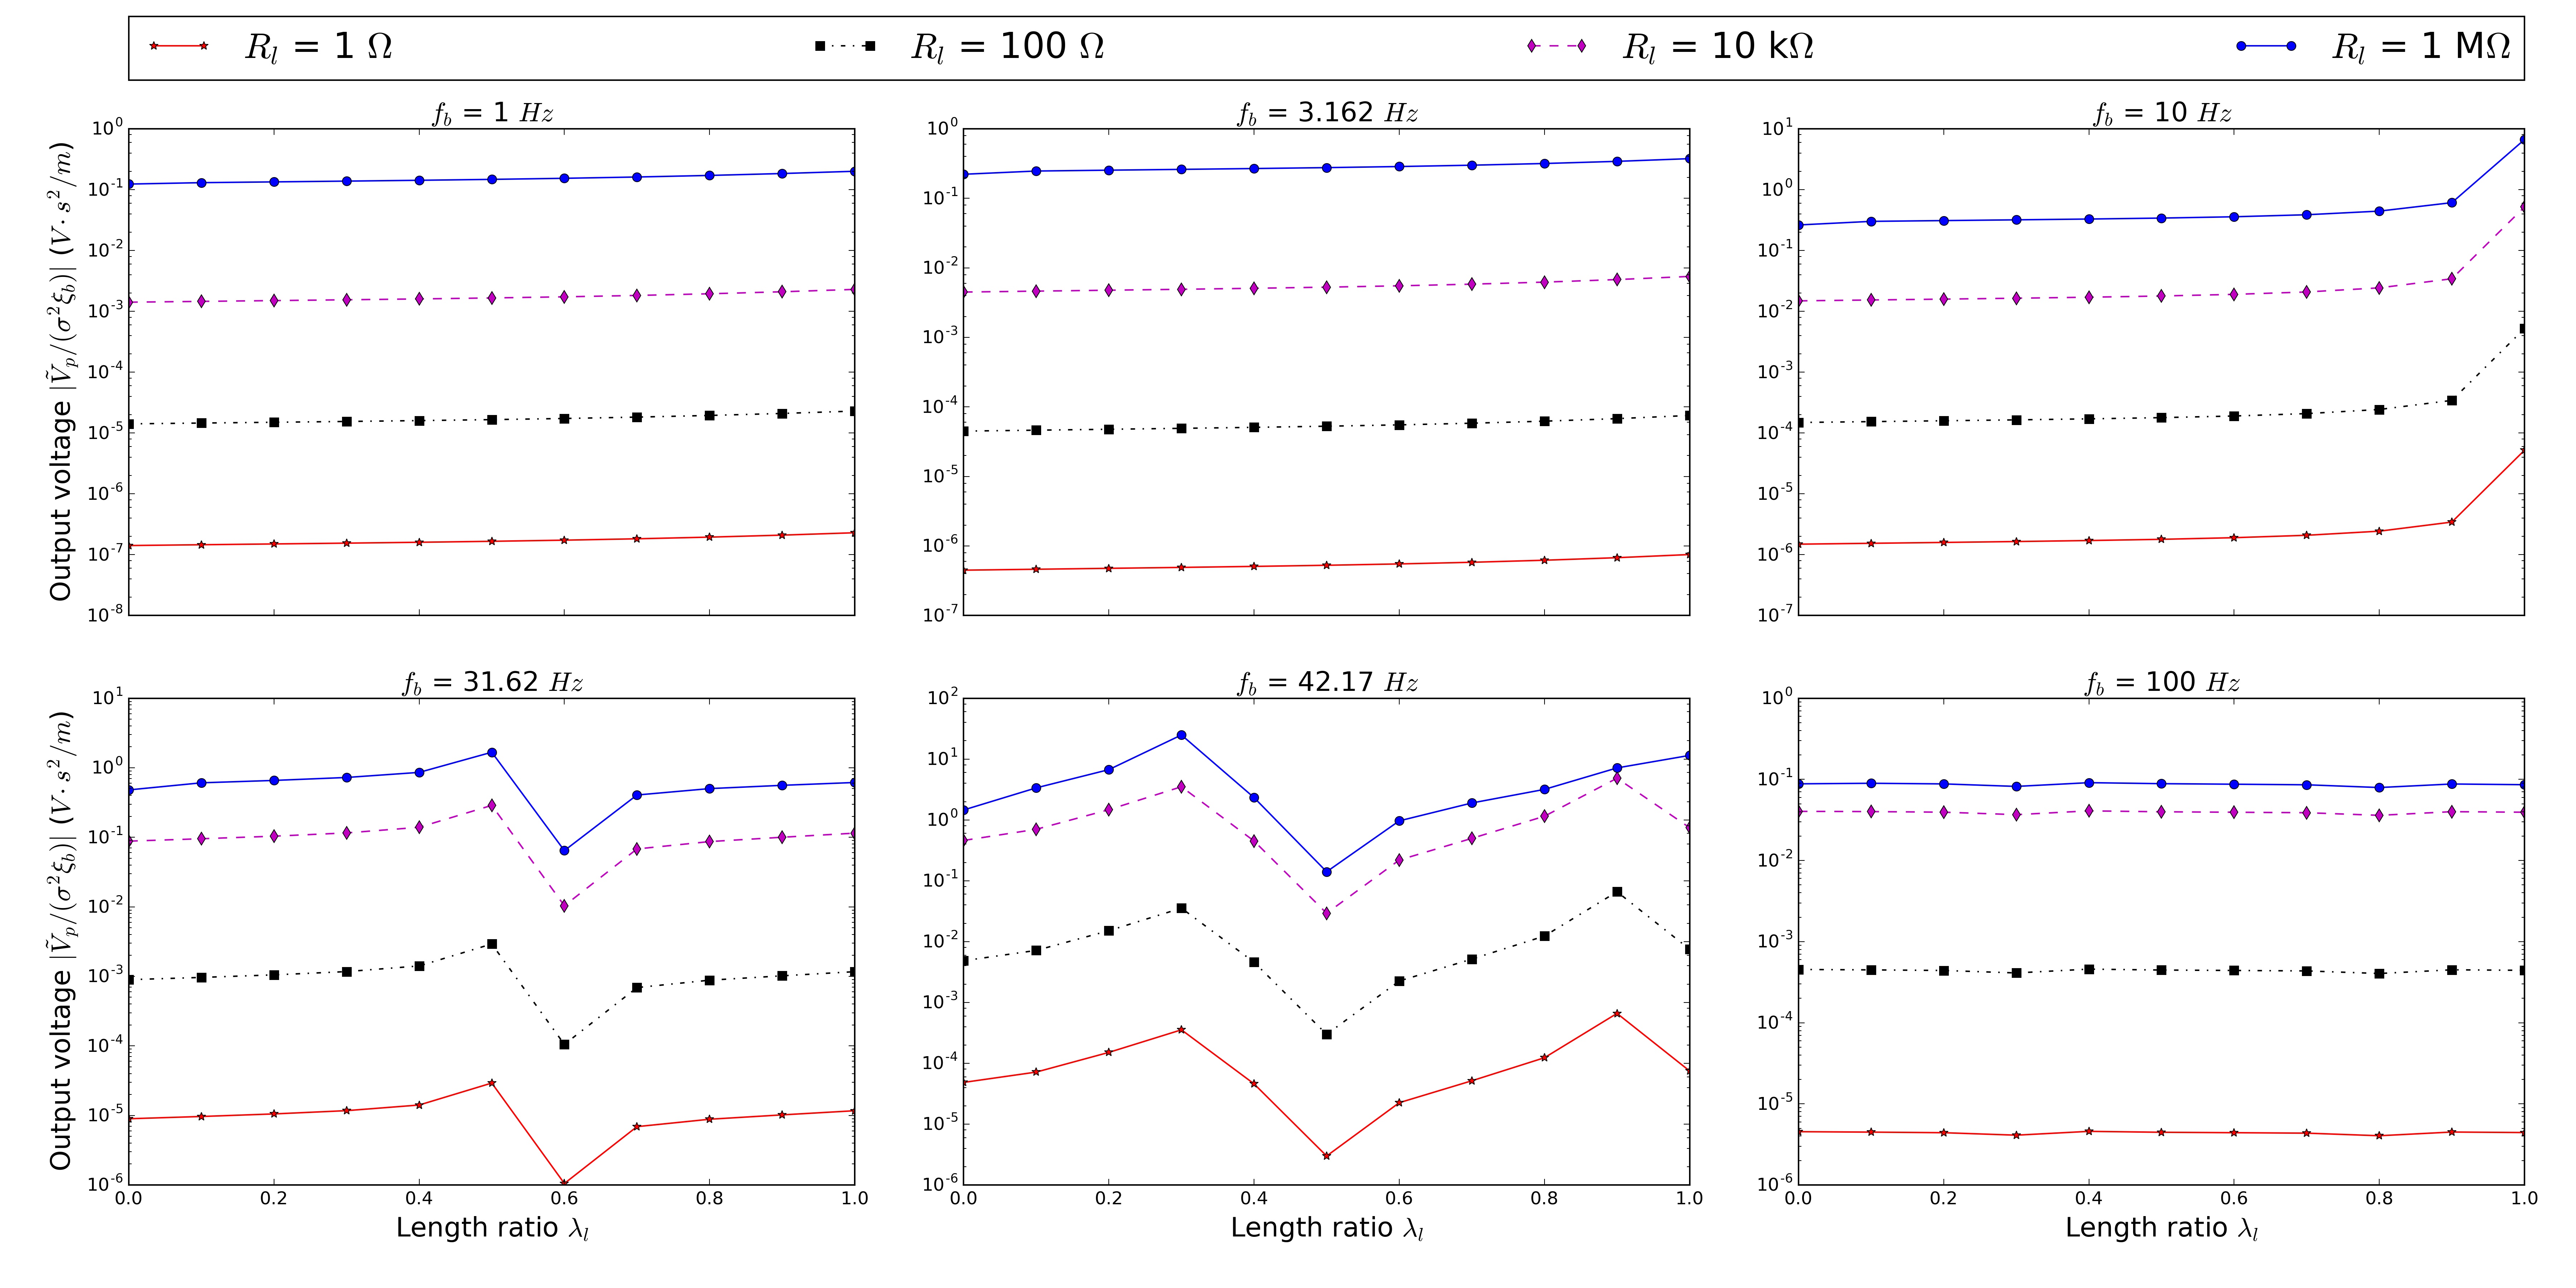 R_l = 1 Ω R_l = 100 Ω R_l = 10 kΩ R_l = 1 MΩ
f_b = 1 Hz f_b = 3.162 Hz f_b = 10 Hz
Output voltage |Ṽ_p/(σ²ξ_b)| (V · s²/m)
10^0 10^-1 10^-2 10^-3 10^-4 10^-5 10^-6 10^-7 10^-8
10^0 10^-1 10^-2 10^-3 10^-4 10^-5 10^-6 10^-7
10^1 10^0 10^-1 10^-2 10^-3 10^-4 10^-5 10^-6 10^-7
f_b = 31.62 Hz f_b = 42.17 Hz f_b = 100 Hz
Output voltage |Ṽ_p/(σ²ξ_b)| (V · s²/m)
10^1 10^0 10^-1 10^-2 10^-3 10^-4 10^-5 10^-6
10^2 10^1 10^0 10^-1 10^-2 10^-3 10^-4 10^-5 10^-6
10^0 10^-1 10^-2 10^-3 10^-4 10^-5 10^-6
0.0 0.2 0.4 0.6 0.8 1.0 0.0 0.2 0.4 0.6 0.8 1.0 0.0 0.2 0.4 0.6 0.8 1.0
Length ratio λ_l Length ratio λ_l Length ratio λ_l